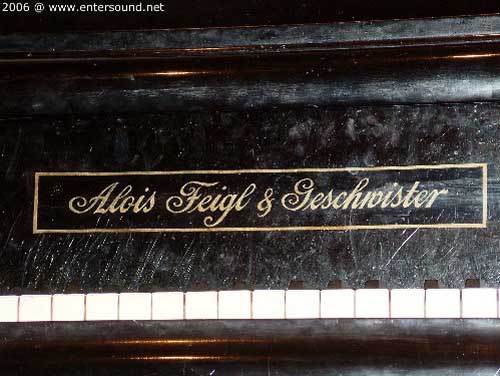 2006 @ www.entersound.net
Alois Feigl & Geschwister